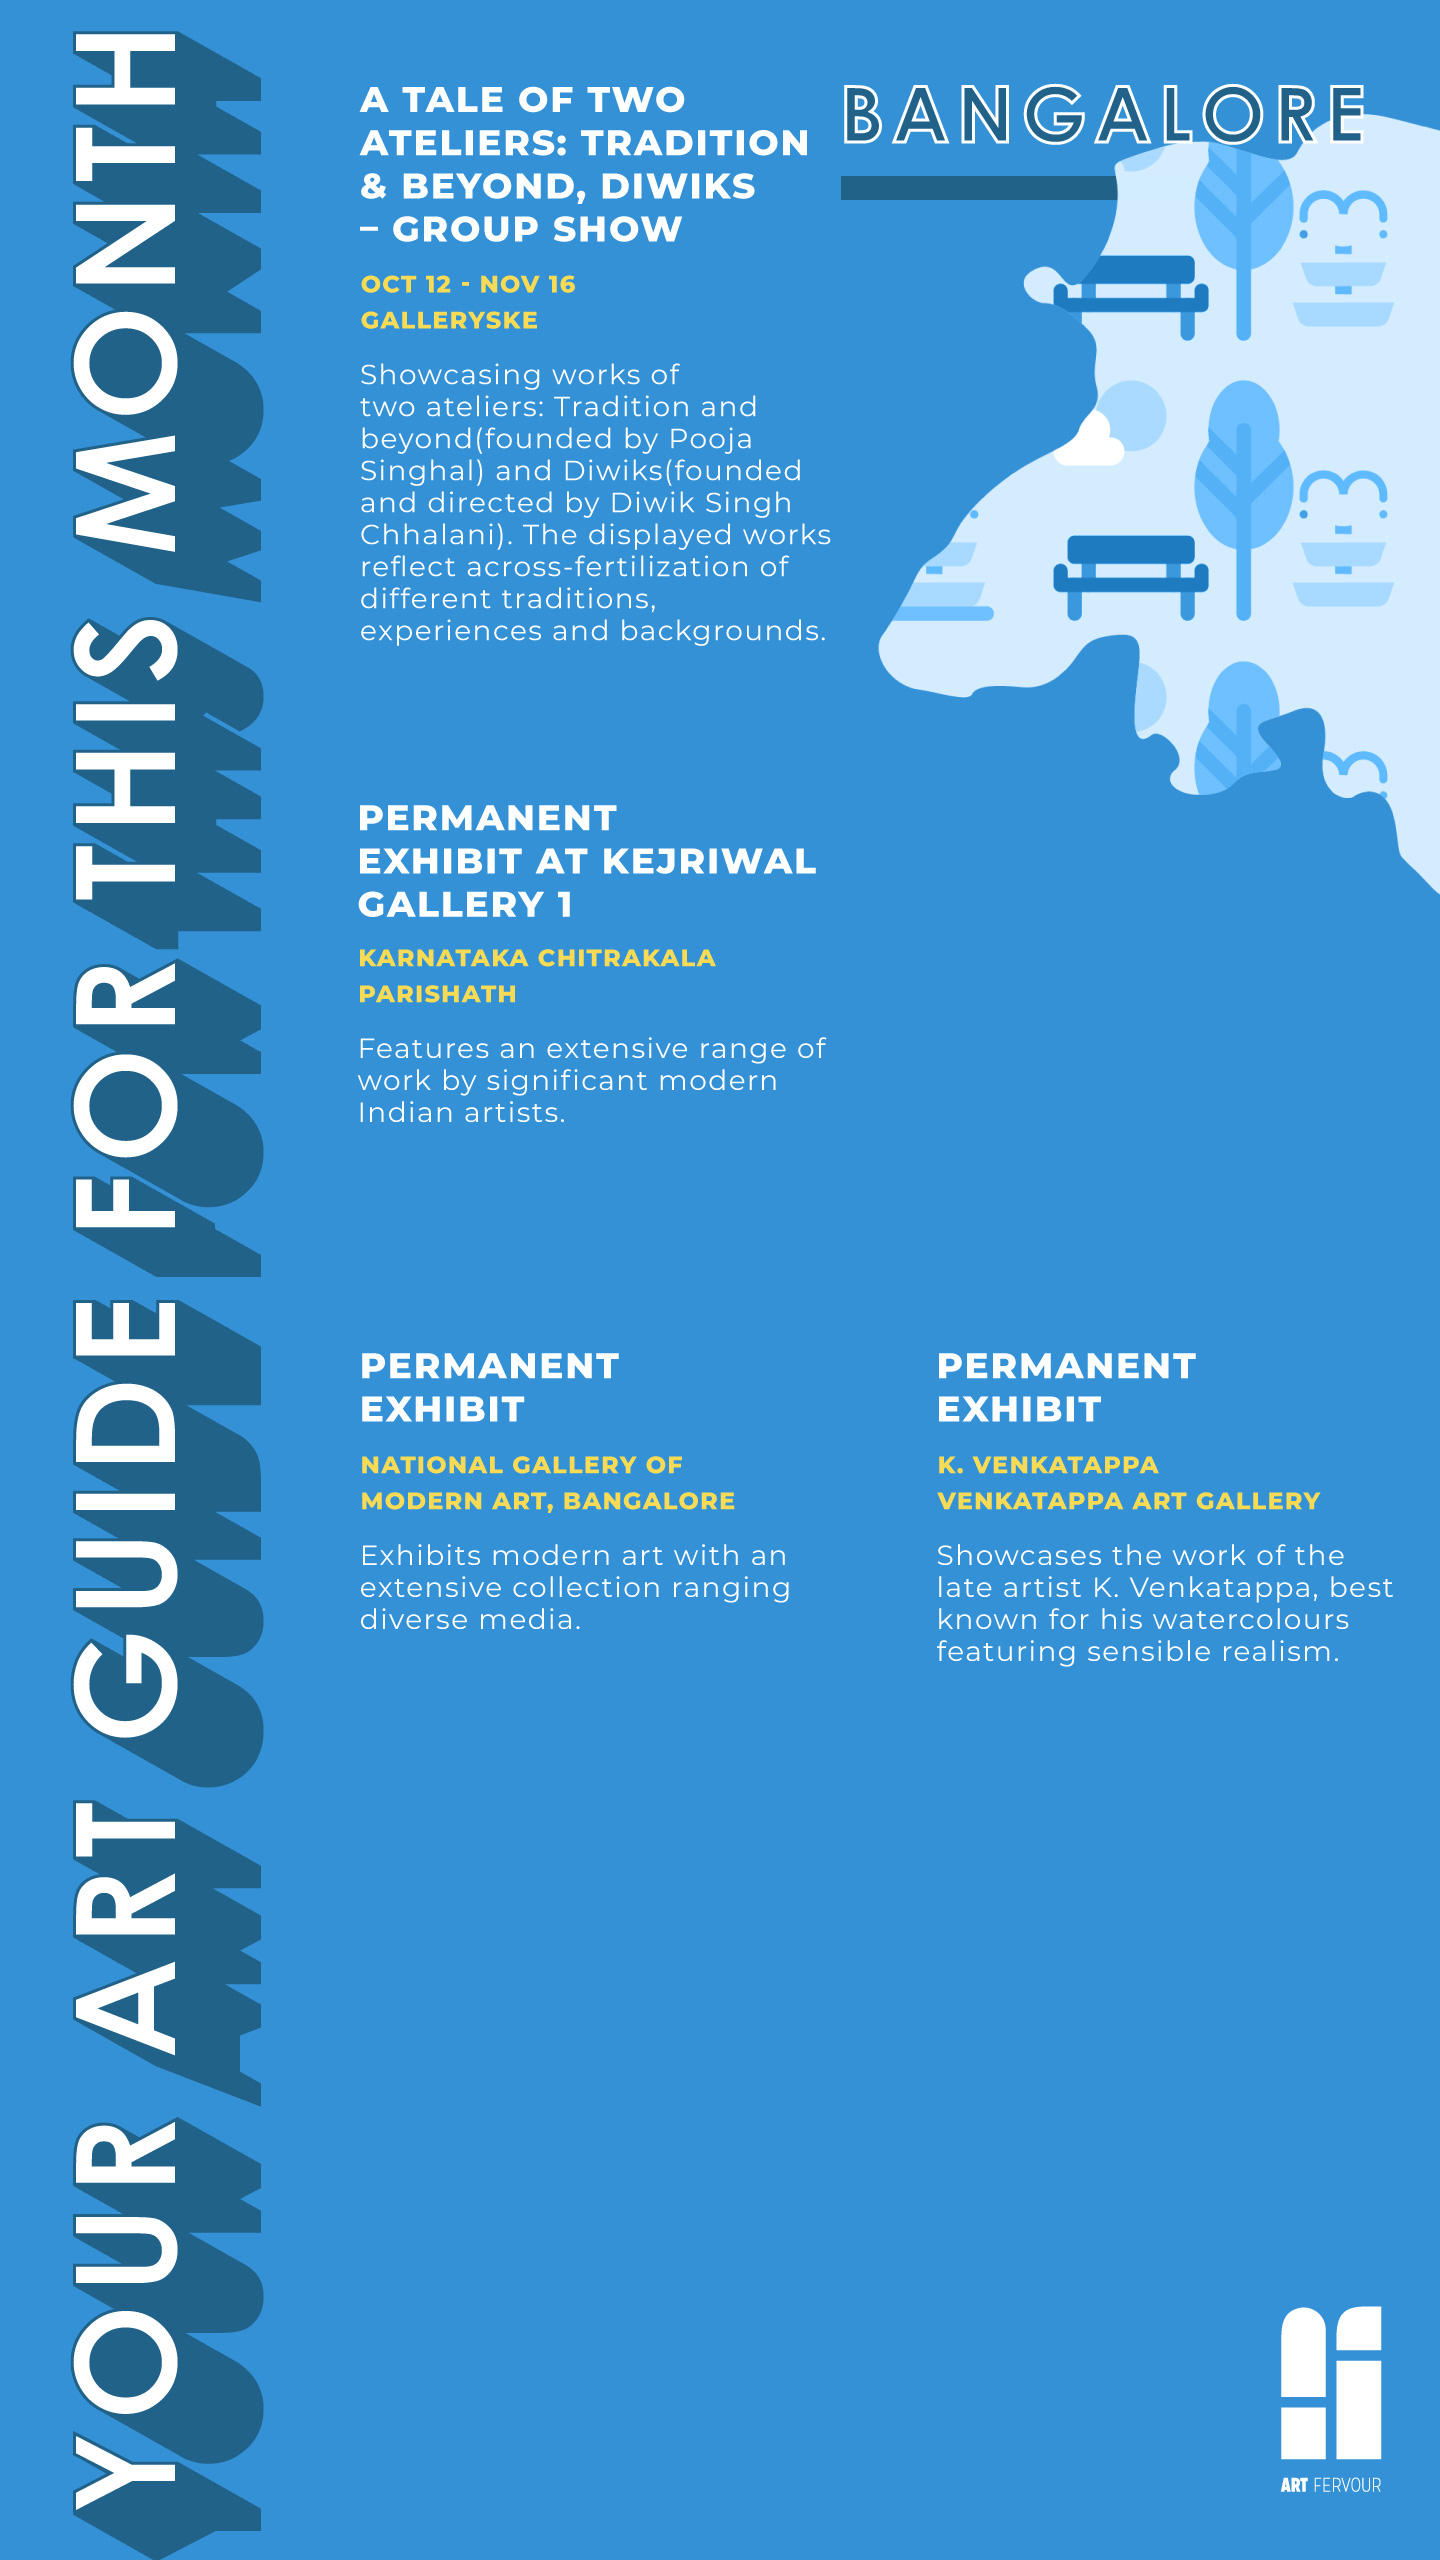 YOUR ART GUIDE FOR THIS MONTH
BANGALORE
A TALE OF TWO
ATELIERS: TRADITION
& BEYOND, DIWIKS
– GROUP SHOW
OCT 12 - NOV 16
GALLERYSKE
Showcasing works of
two ateliers: Tradition and
beyond(founded by Pooja
Singhal) and Diwiks(founded
and directed by Diwik Singh
Chhalani). The displayed works
reflect across-fertilization of
different traditions,
experiences and backgrounds.
PERMANENT
EXHIBIT AT KEJRIWAL
GALLERY 1
KARNATAKA CHITRAKALA
PARISHATH
Features an extensive range of
work by significant modern
Indian artists.
PERMANENT
EXHIBIT
NATIONAL GALLERY OF
MODERN ART, BANGALORE
Exhibits modern art with an
extensive collection ranging
diverse media.
PERMANENT
EXHIBIT
K. VENKATAPPA
VENKATAPPA ART GALLERY
Showcases the work of the
late artist K. Venkatappa, best
known for his watercolours
featuring sensible realism.
ART FERVOUR